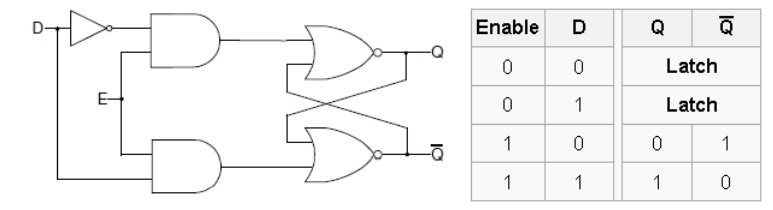 D
E
Q
Q̅
Enable D Q Q̅
0 0 Latch
0 1 Latch
1 0 0 1
1 1 1 0